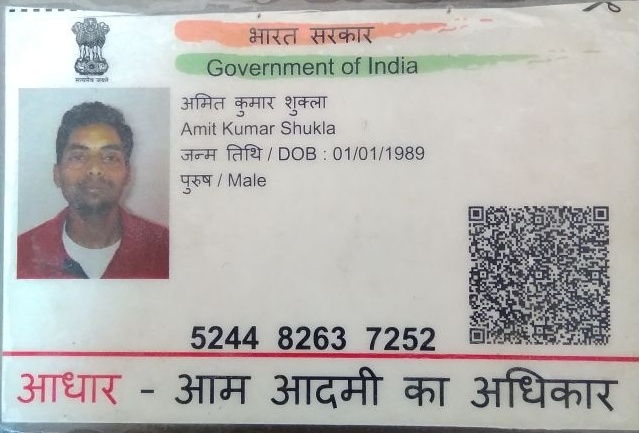 भारत सरकार
Government of India
सत्यमेव जयते
अमित कुमार शुक्ला
Amit Kumar Shukla
जन्म तिथि / DOB : 01/01/1989
पुरुष / Male
5244 8263 7252
आधार - आम आदमी का अधिकार